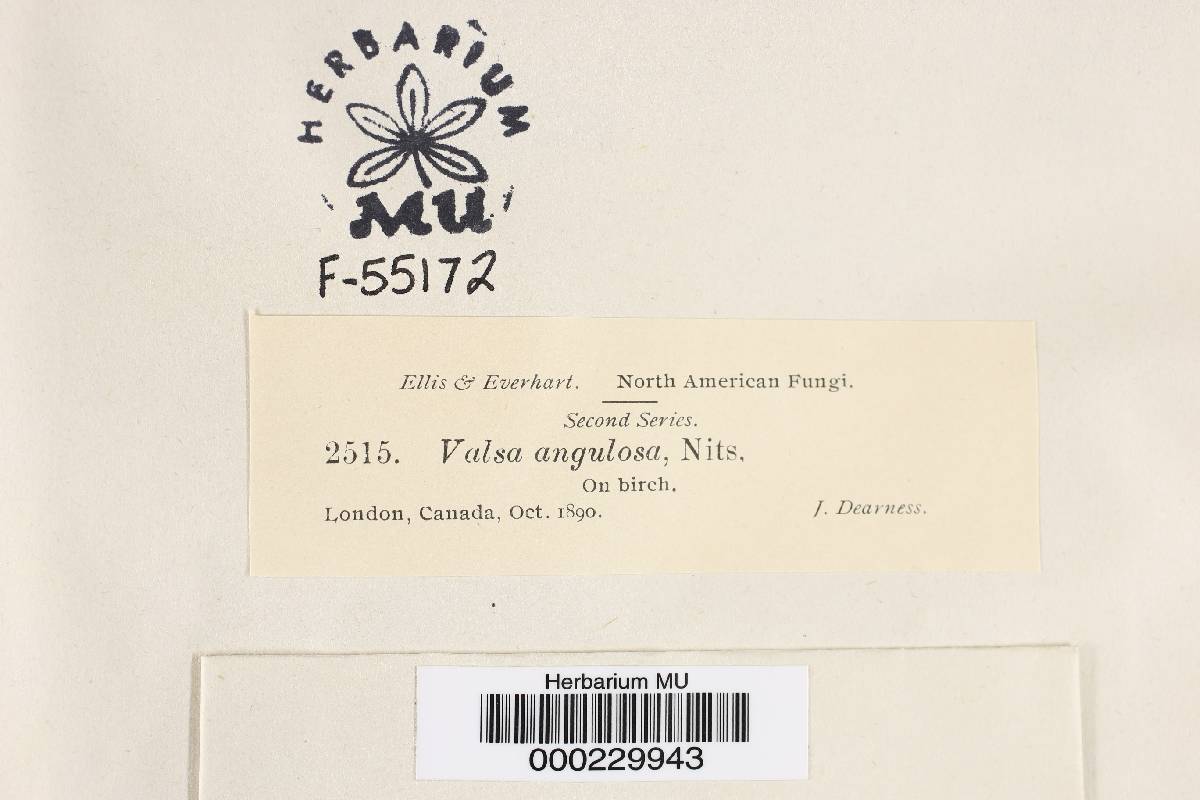 HERBARIUM
MU
F-55172
Ellis & Everhart. North American Fungi.
Second Series.
2515. Valsa angulosa, Nits.
On birch.
London, Canada, Oct. 1890. J. Dearness.
Herbarium MU
000229943